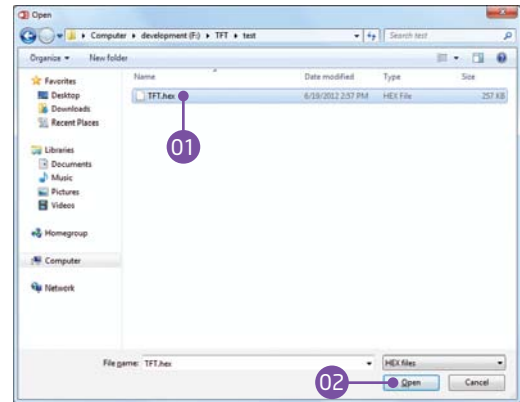 Open
Computer ▸ development (F:) ▸ TFT ▸ test
Search test
Organize ▾ New folder
Favorites
Desktop
Downloads
Recent Places
Libraries
Documents
Music
Pictures
Videos
Homegroup
Computer
Network
Name Date modified Type Size
TFT.hex 6/19/2012 2:57 PM HEX File 257 KB
01
File name: TFT.hex HEX files
02 Open Cancel